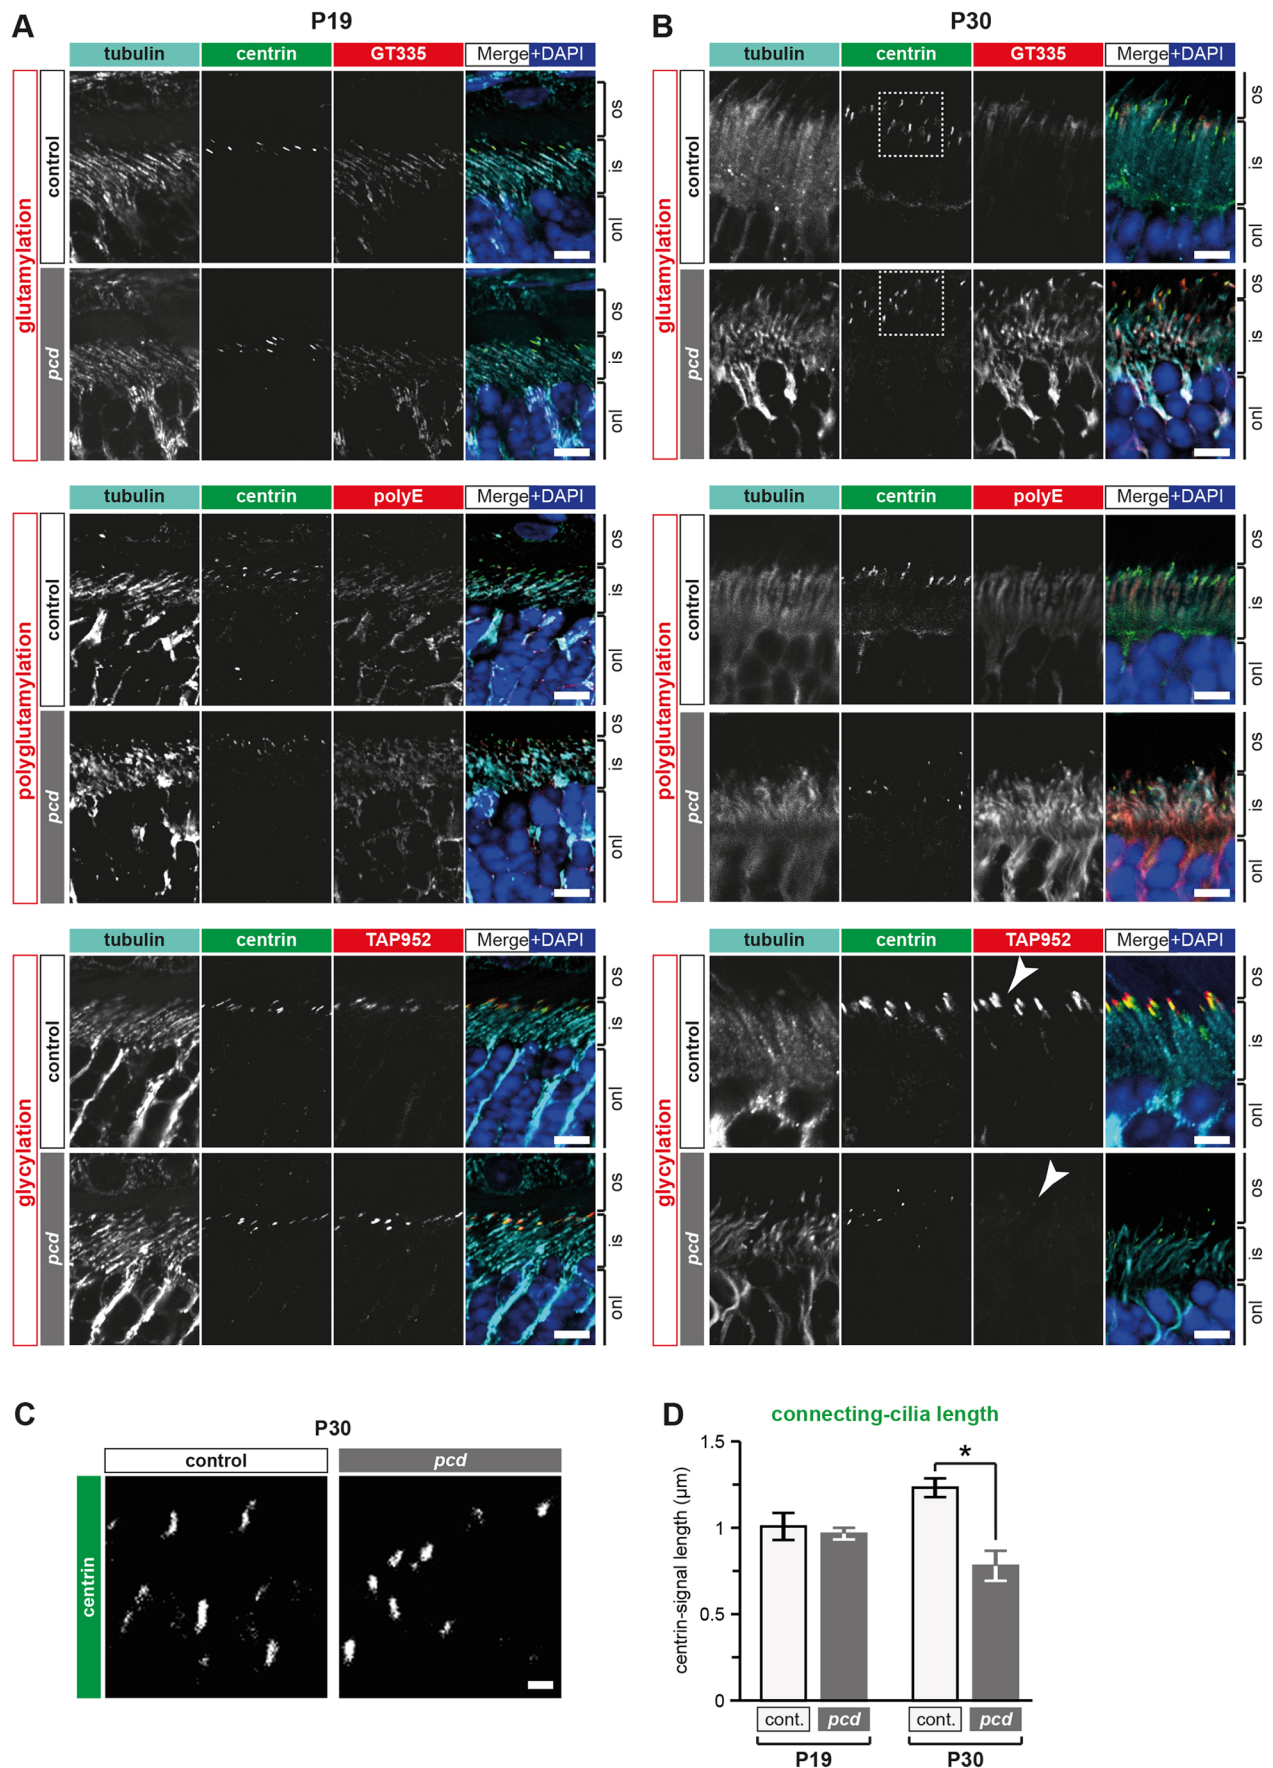 A
P19
tubulin centrin GT335 Merge+DAPI
glutamylation
control
os
is
onl
pcd
os
is
onl
tubulin centrin polyE Merge+DAPI
polyglutamylation
control
os
is
onl
pcd
os
is
onl
tubulin centrin TAP952 Merge+DAPI
glycylation
control
os
is
onl
pcd
os
is
onl
B
P30
tubulin centrin GT335 Merge+DAPI
glutamylation
control
os
is
onl
pcd
os
is
onl
tubulin centrin polyE Merge+DAPI
polyglutamylation
control
os
is
onl
pcd
os
is
onl
tubulin centrin TAP952 Merge+DAPI
glycylation
control
os
is
onl
pcd
os
is
onl
C
P30
control pcd
centrin
D
connecting-cilia length
centrin-signal length (µm)
1.5
1
0.5
0
*
cont. pcd cont. pcd
P19 P30